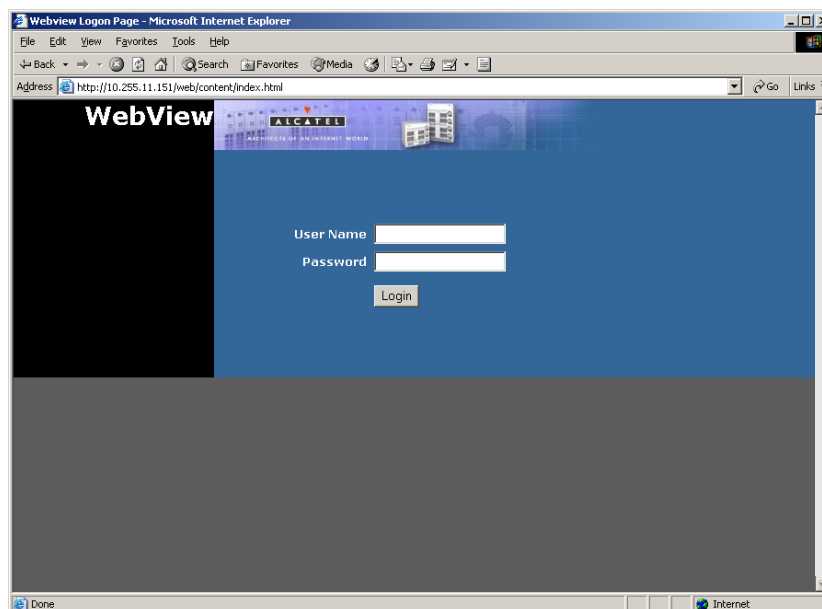 Webview Logon Page - Microsoft Internet Explorer
File Edit View Favorites Tools Help
Back Search Favorites Media
Address http://10.255.11.151/web/content/index.html Go Links
WebView
ALCATEL
ARCHITECTS OF AN INTERNET WORLD
User Name
Password
Login
Done Internet